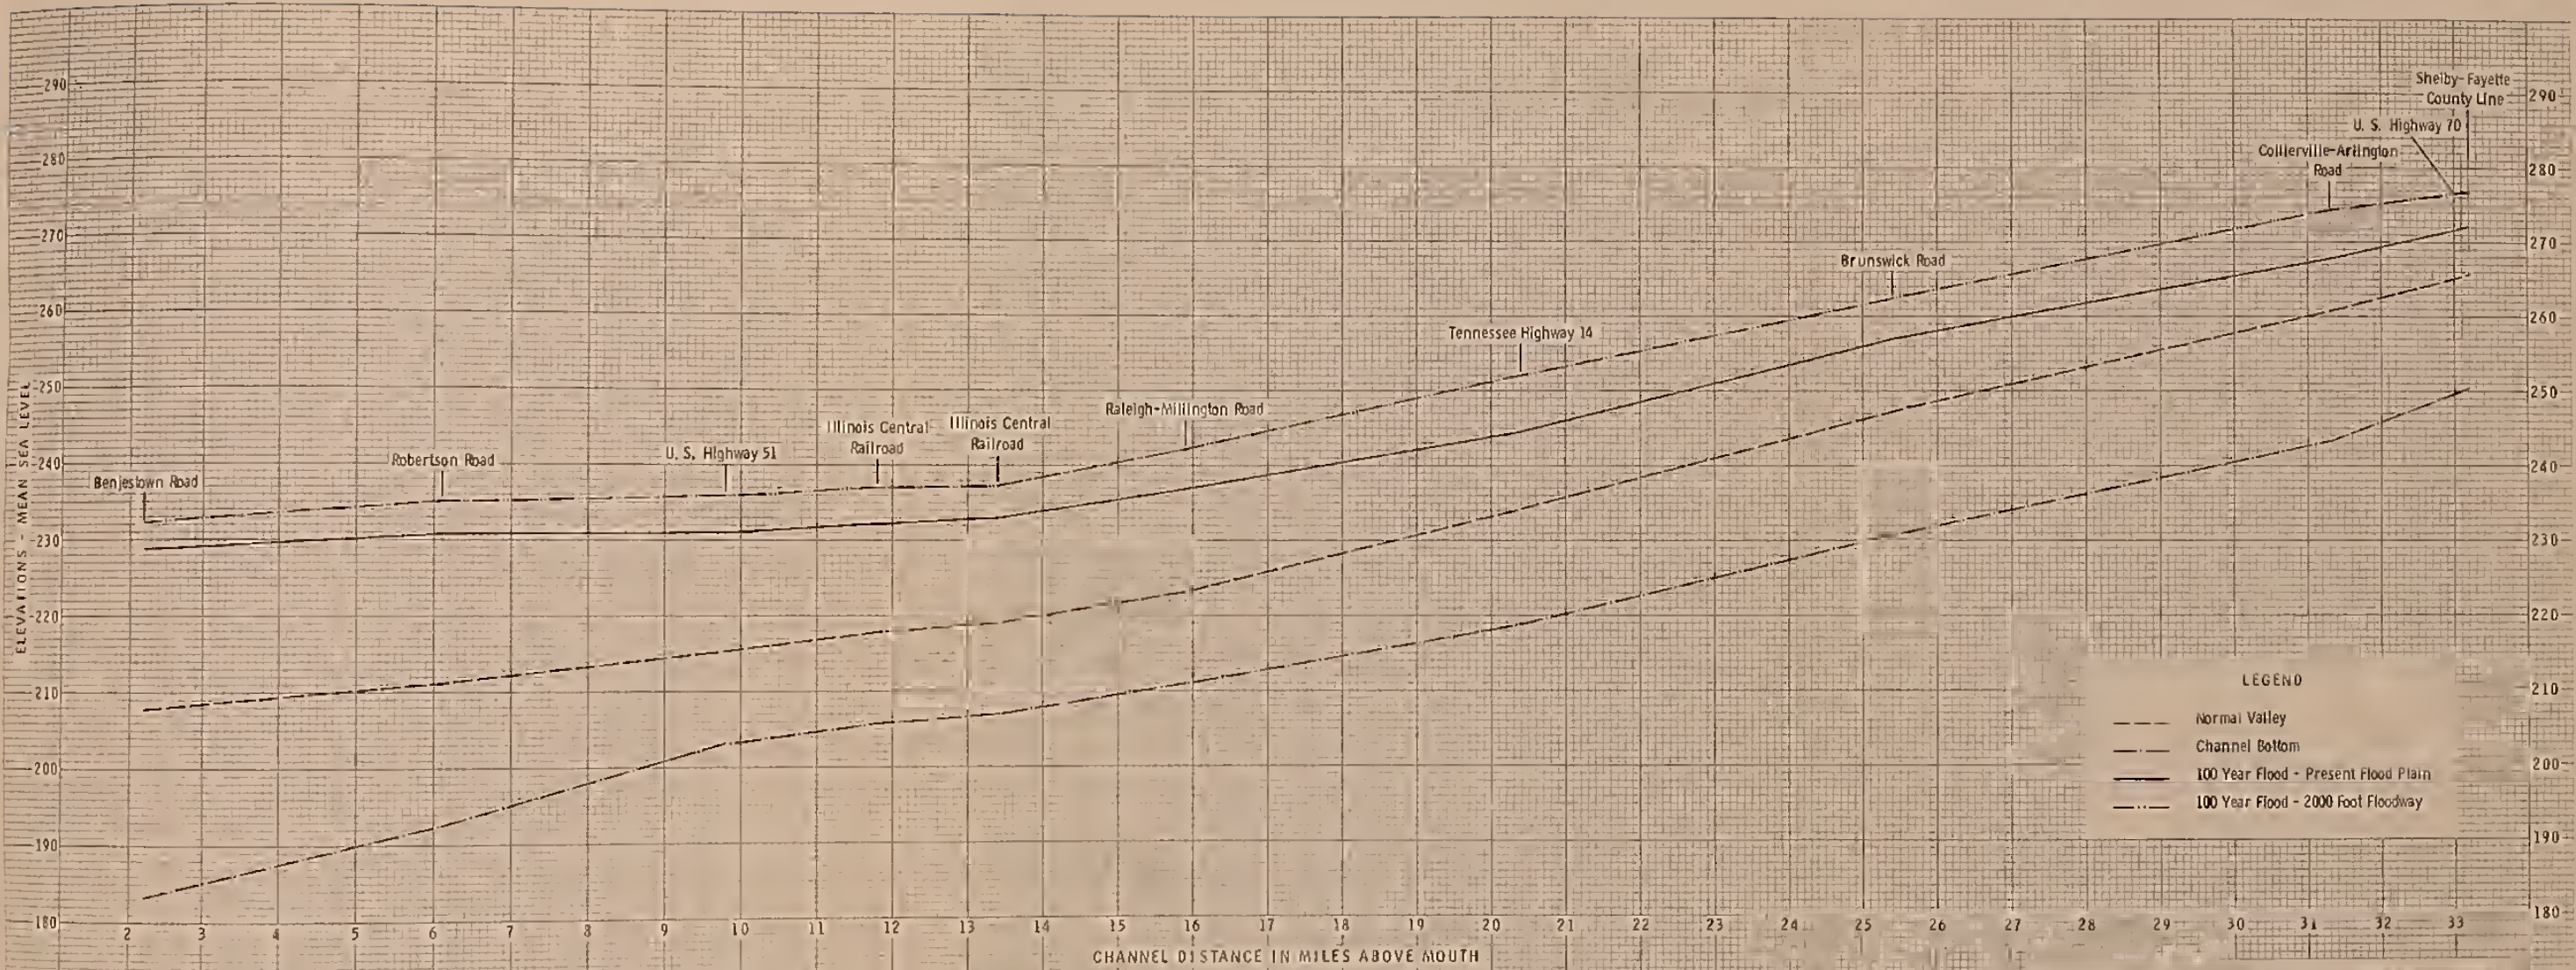 290
280
270
260
250
240
230
220
210
200
190
180
ELEVATIONS - MEAN SEA LEVEL
Benjestown Road
Robertson Road
U. S. Highway 51
Illinois Central
Railroad
Illinois Central
Railroad
Raleigh-Millington Road
Tennessee Highway 14
Brunswick Road
Collierville-Arlington
Road
U. S. Highway 70
Shelby-Fayette
County Line
290
280
270
260
250
240
230
220
210
200
190
180
LEGEND
Normal Valley
Channel Bottom
100 Year Flood - Present Flood Plain
100 Year Flood - 2000 Foot Floodway
2 3 4 5 6 7 8 9 10 11 12 13 14 15 16 17 18 19 20 21 22 23 24 25 26 27 28 29 30 31 32 33
CHANNEL DISTANCE IN MILES ABOVE MOUTH